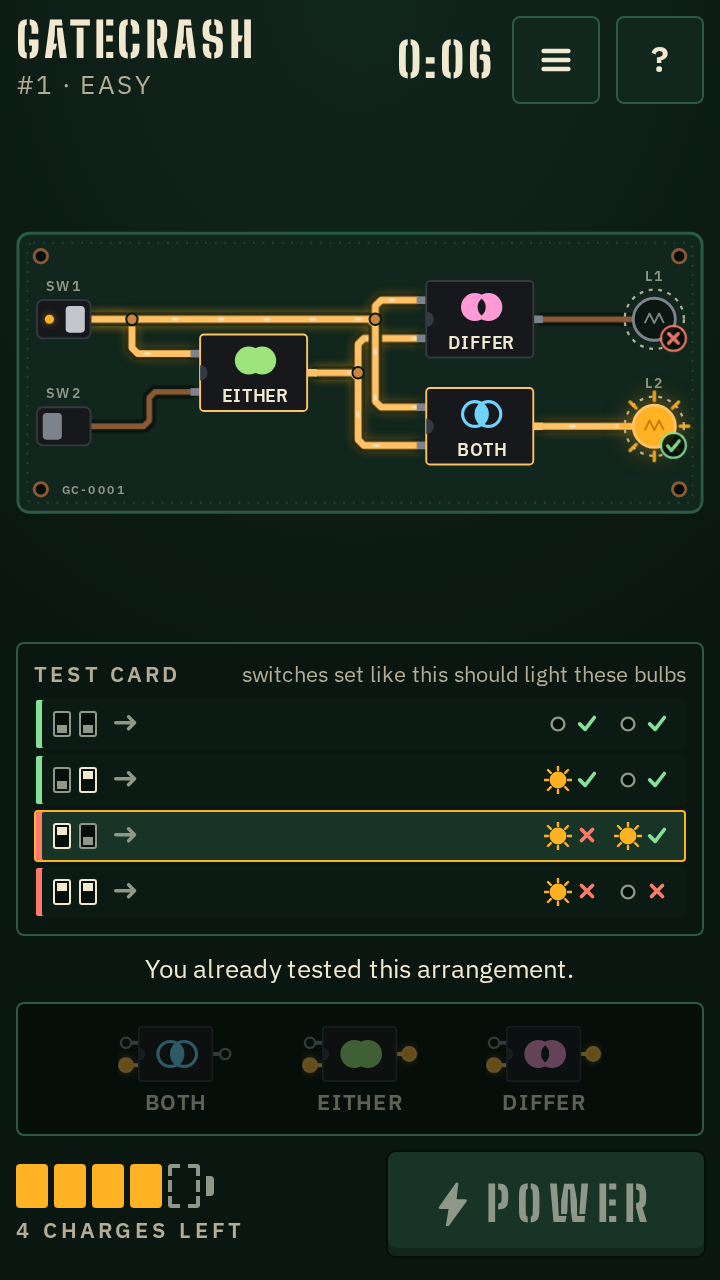 GATECRASH
#1 · EASY
0:06
?
SW1
L1
DIFFER
EITHER
SW2
L2
BOTH
GC-0001
TEST CARD
switches set like this should light these bulbs
You already tested this arrangement.
BOTH
EITHER
DIFFER
4 CHARGES LEFT
POWER